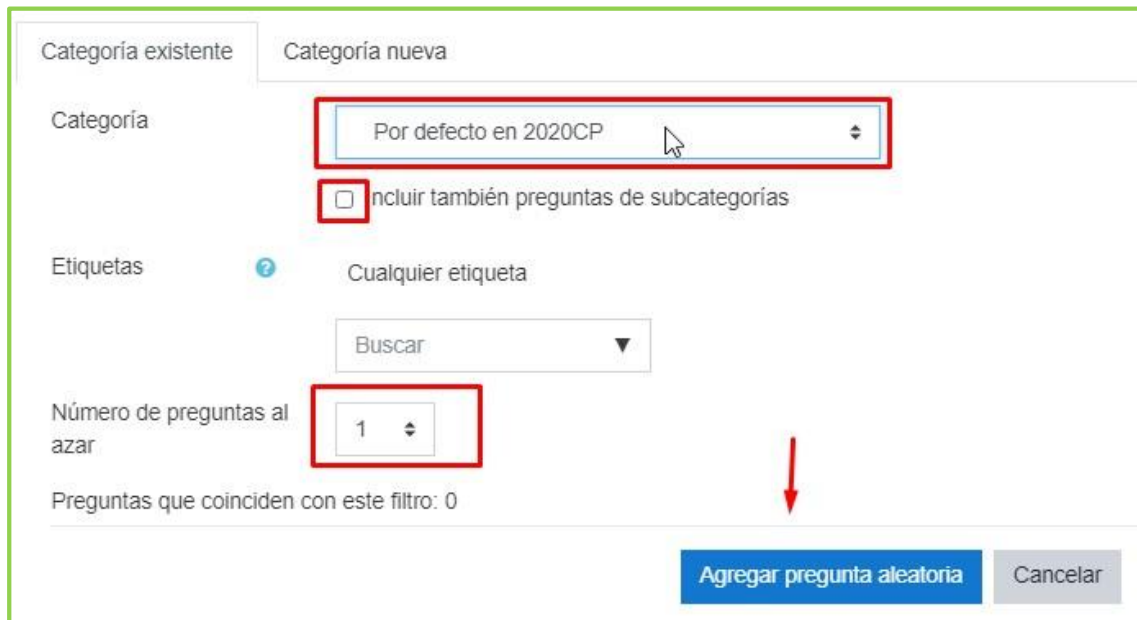 Categoría existente
Categoría nueva
Categoría
Por defecto en 2020CP
ncluir también preguntas de subcategorías
Etiquetas
Cualquier etiqueta
Buscar
Número de preguntas al
azar
1
Preguntas que coinciden con este filtro: 0
Agregar pregunta aleatoria
Cancelar